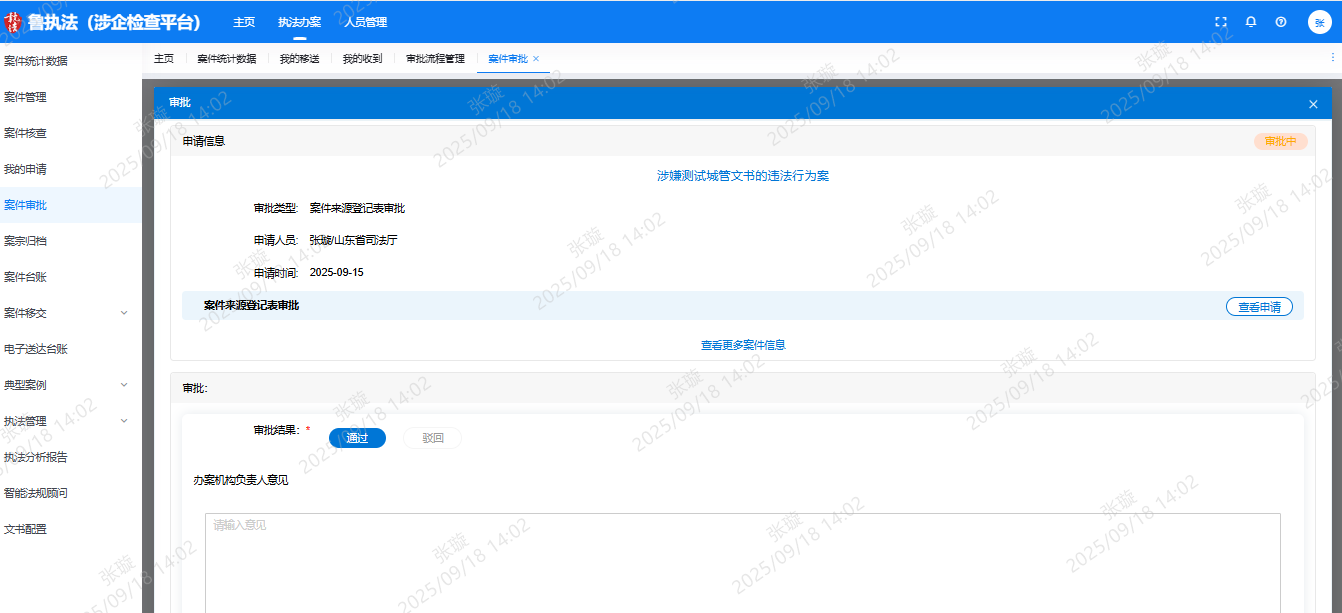 鲁执法（涉企检查平台） 主页 执法办案 人员管理 张
主页 案件统计数据 我的移送 我的收到 审批流程管理 案件审批
案件统计数据
案件管理
案件核查
我的申请
案件审批
案宗归档
案件台账
案件移交
电子送达台账
典型案例
执法管理
执法分析报告
智能法规顾问
文书配置
审批
申请信息 审批中
涉嫌测试城管文书的违法行为案
审批类型: 案件来源登记表审批
申请人员: 张璇/山东省司法厅
申请时间: 2025-09-15
案件来源登记表审批 查看申请
查看更多案件信息
审批:
审批结果: * 通过 驳回
办案机构负责人意见
请输入意见
张璇
2025/09/18 14:02